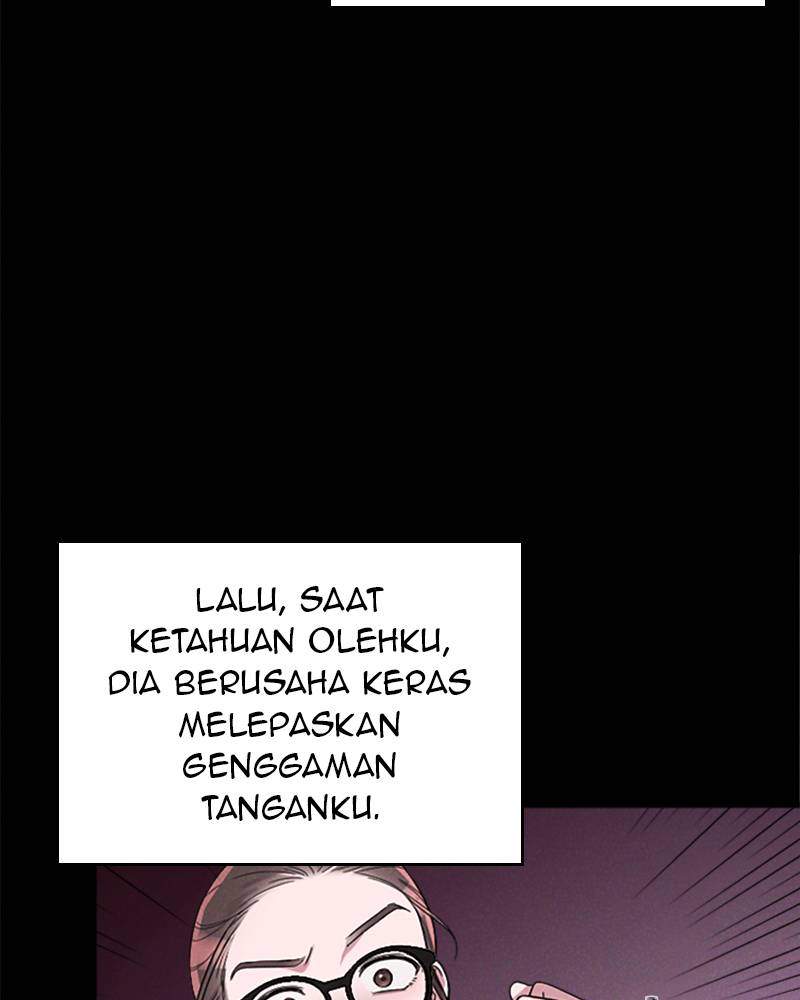 LALU, SAAT
KETAHUAN OLEHKU,
DIA BERUSAHA KERAS
MELEPASKAN
GENGGAMAN
TANGANKU.